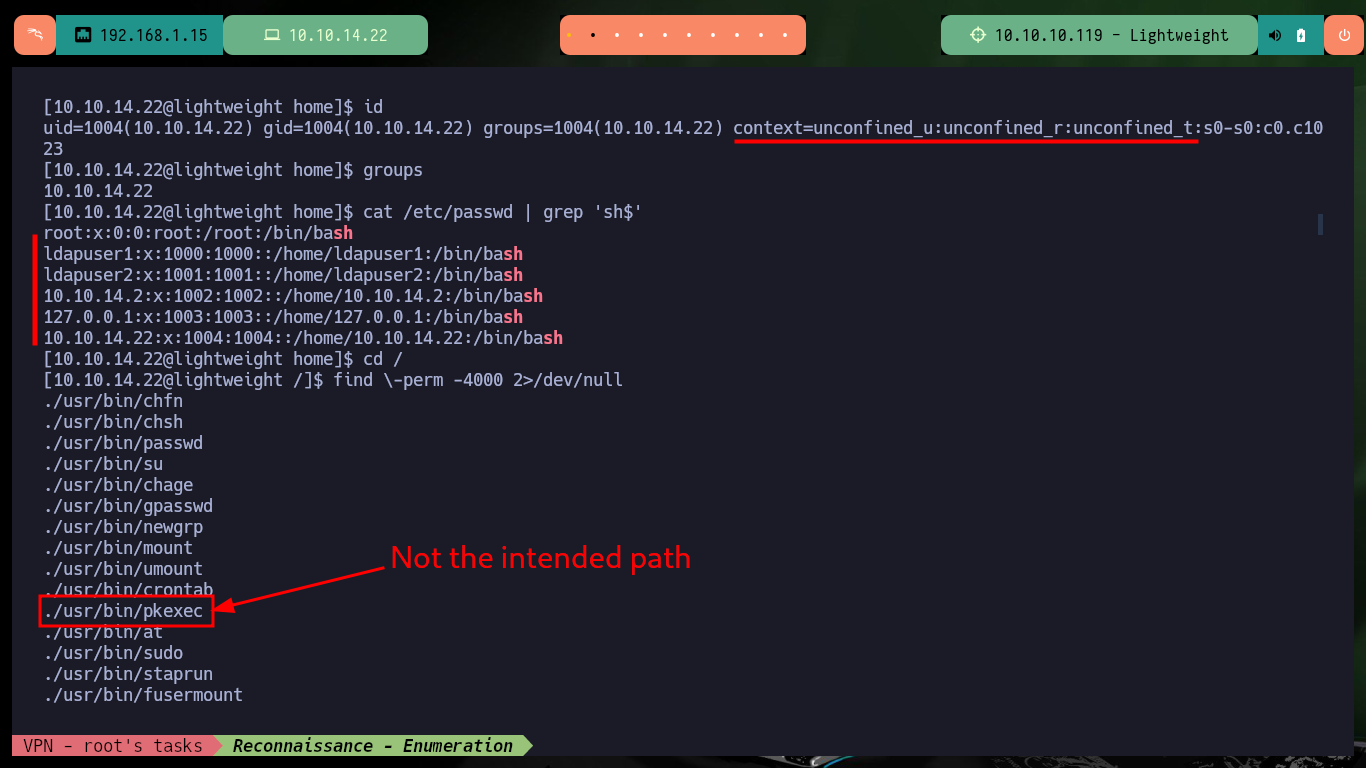 192.168.1.15
10.10.14.22
10.10.10.119 - Lightweight
[10.10.14.22@lightweight home]$ id
uid=1004(10.10.14.22) gid=1004(10.10.14.22) groups=1004(10.10.14.22) context=unconfined_u:unconfined_r:unconfined_t:s0-s0:c0.c10
23
[10.10.14.22@lightweight home]$ groups
10.10.14.22
[10.10.14.22@lightweight home]$ cat /etc/passwd | grep 'sh$'
root:x:0:0:root:/root:/bin/bash
ldapuser1:x:1000:1000::/home/ldapuser1:/bin/bash
ldapuser2:x:1001:1001::/home/ldapuser2:/bin/bash
10.10.14.2:x:1002:1002::/home/10.10.14.2:/bin/bash
127.0.0.1:x:1003:1003::/home/127.0.0.1:/bin/bash
10.10.14.22:x:1004:1004::/home/10.10.14.22:/bin/bash
[10.10.14.22@lightweight home]$ cd /
[10.10.14.22@lightweight /]$ find \-perm -4000 2>/dev/null
./usr/bin/chfn
./usr/bin/chsh
./usr/bin/passwd
./usr/bin/su
./usr/bin/chage
./usr/bin/gpasswd
./usr/bin/newgrp
./usr/bin/mount
Not the intended path
./usr/bin/umount
./usr/bin/crontab
./usr/bin/pkexec
./usr/bin/at
./usr/bin/sudo
./usr/bin/staprun
./usr/bin/fusermount
VPN - root's tasks
Reconnaissance - Enumeration